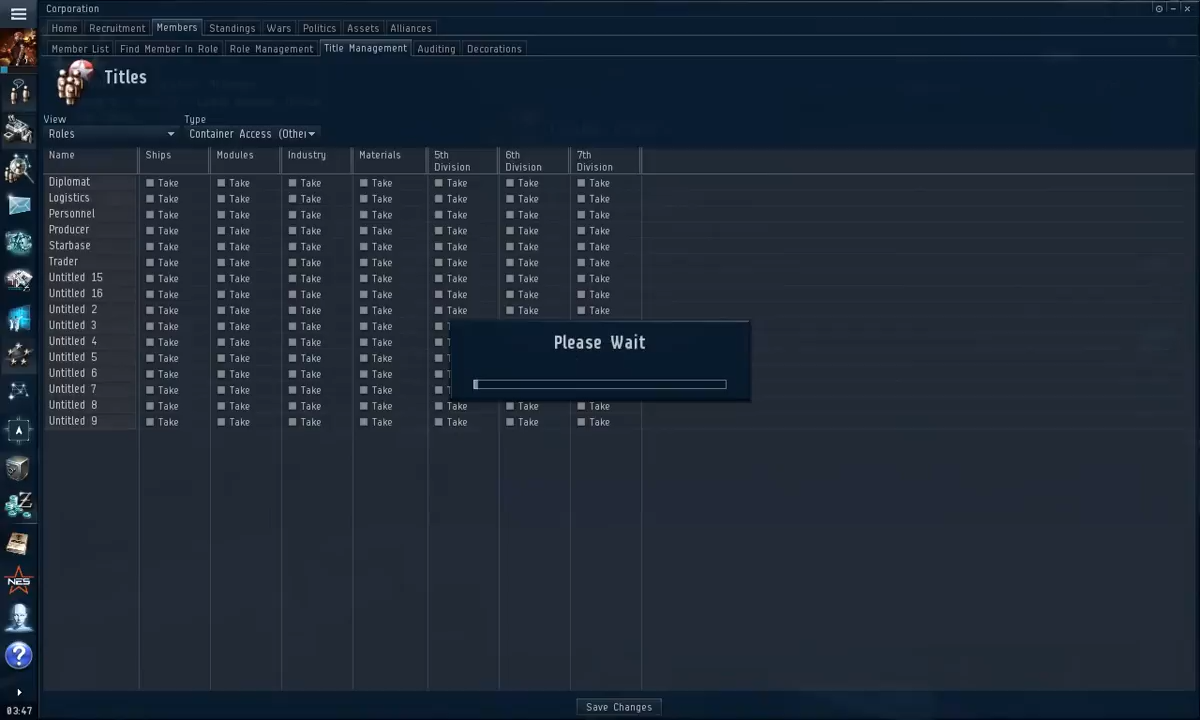 Corporation
Home Recruitment Members Standings Wars Politics Assets Alliances
Member List Find Member In Role Role Management Title Management Auditing Decorations
Titles
View Type
Roles Container Access (Other
Name Ships Modules Industry Materials 5th Division 6th Division 7th Division
Diplomat Take Take Take Take Take Take Take
Logistics Take Take Take Take Take Take Take
Personnel Take Take Take Take Take Take Take
Producer Take Take Take Take Take Take Take
Starbase Take Take Take Take Take Take Take
Trader Take Take Take Take Take Take Take
Untitled 15 Take Take Take Take Take Take Take
Untitled 16 Take Take Take Take Take Take Take
Untitled 2 Take Take Take Take Take Take Take
Untitled 3 Take Take Take Take
Untitled 4 Take Take Take Take
Please Wait
Untitled 5 Take Take Take Take
Untitled 6 Take Take Take Take
Untitled 7 Take Take Take Take
Untitled 8 Take Take Take Take Take Take Take
Untitled 9 Take Take Take Take Take Take Take
NES
?
03:47
Save Changes